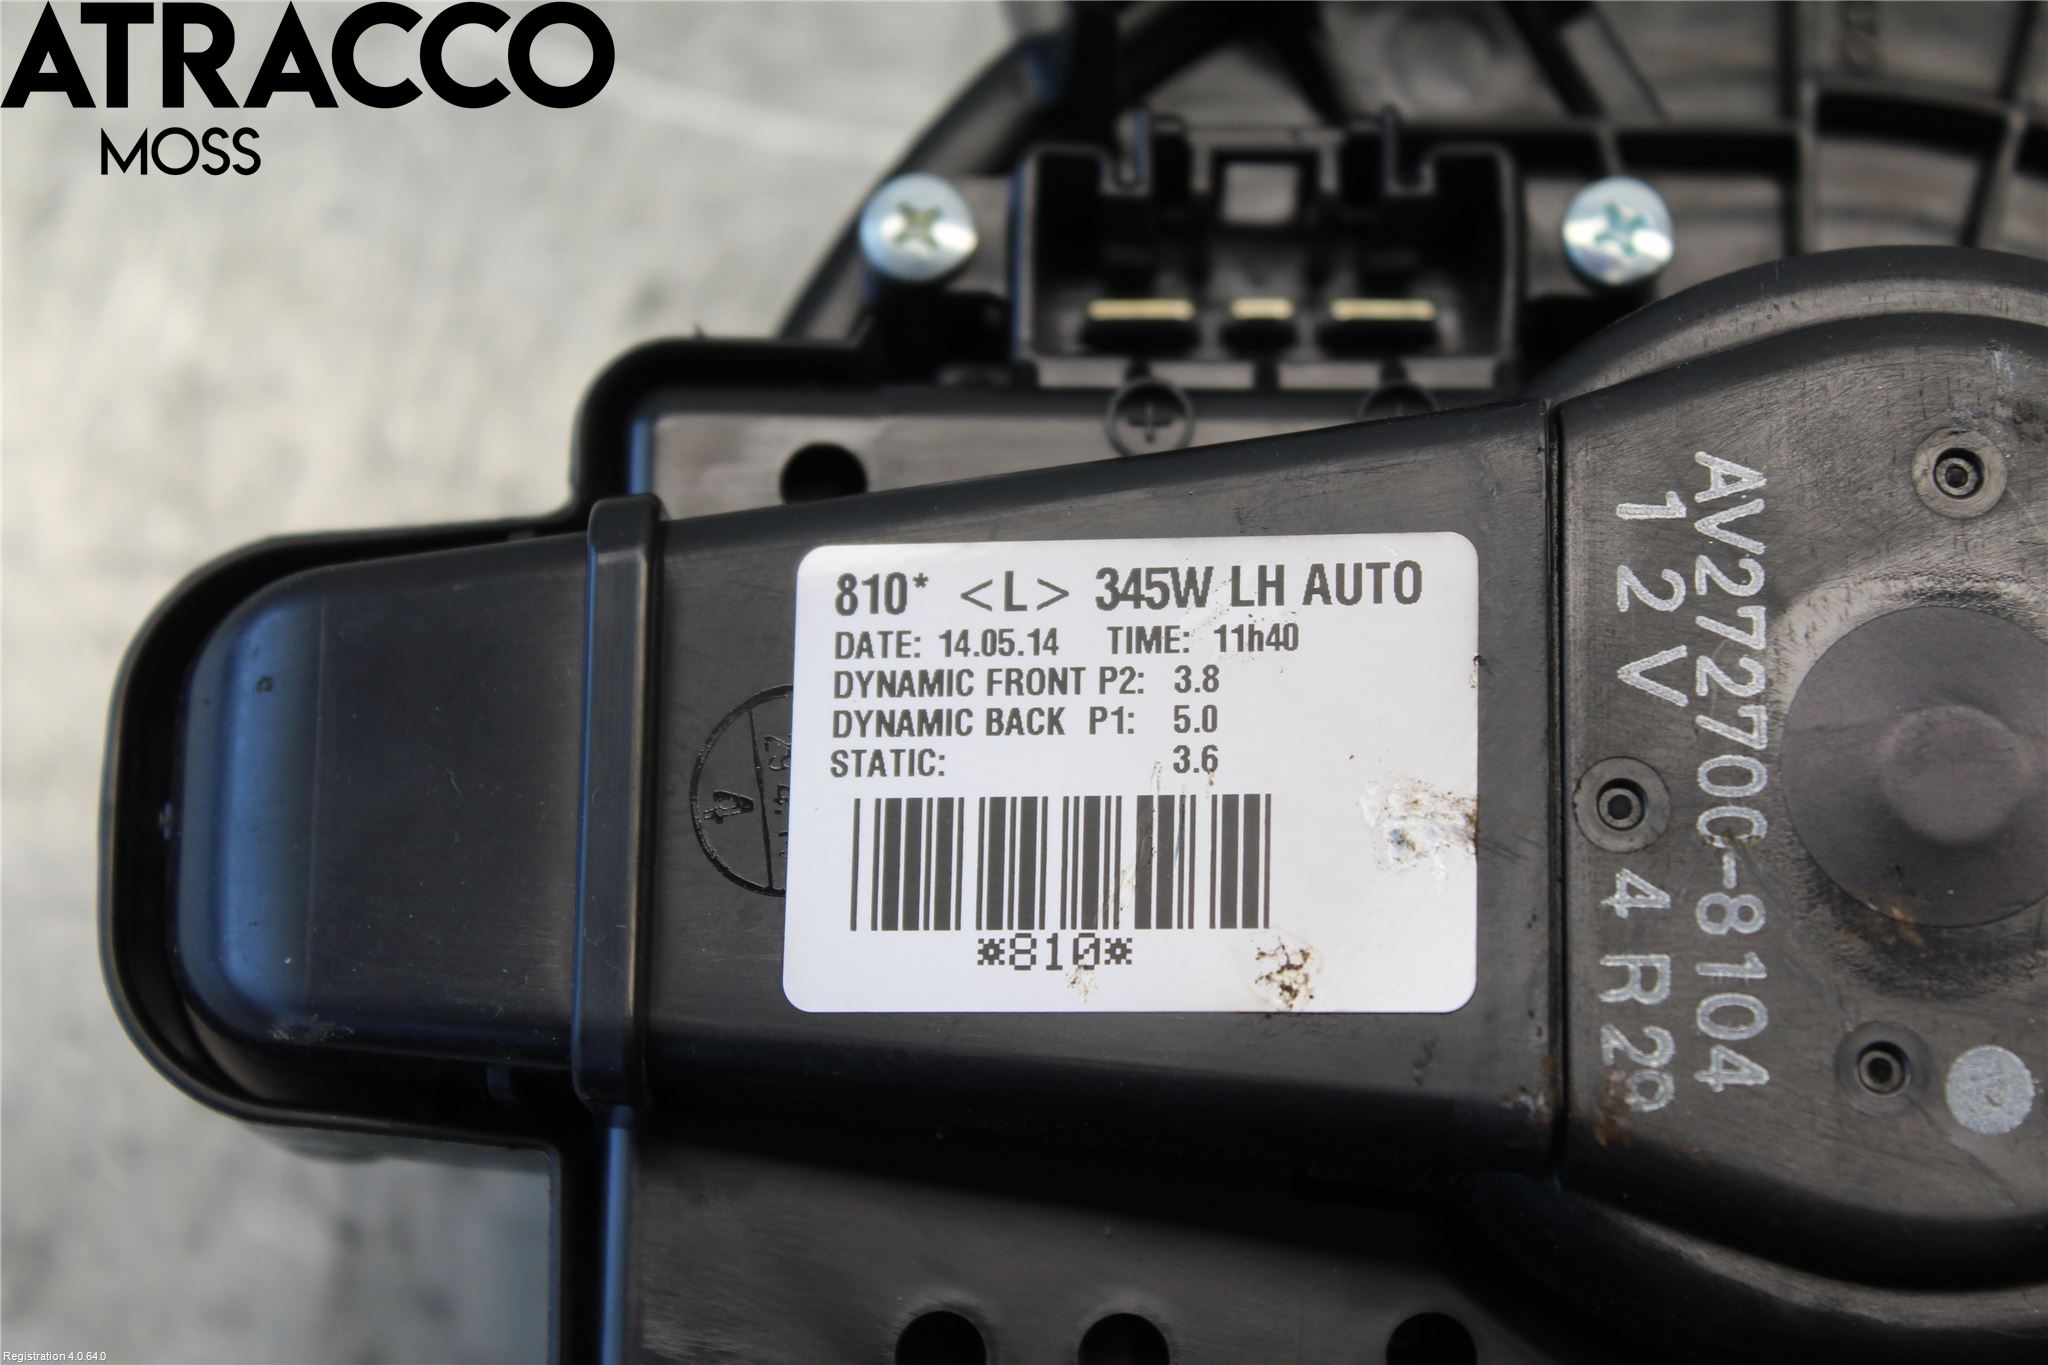 ATRACCO
MOSS
810* <L> 345W LH AUTO
DATE: 14.05.14 TIME: 11h40
DYNAMIC FRONT P2: 3.8
DYNAMIC BACK P1: 5.0
STATIC: 3.6
*810*
AV272700-8104
12V 4R29
Registration 4.0.64.0